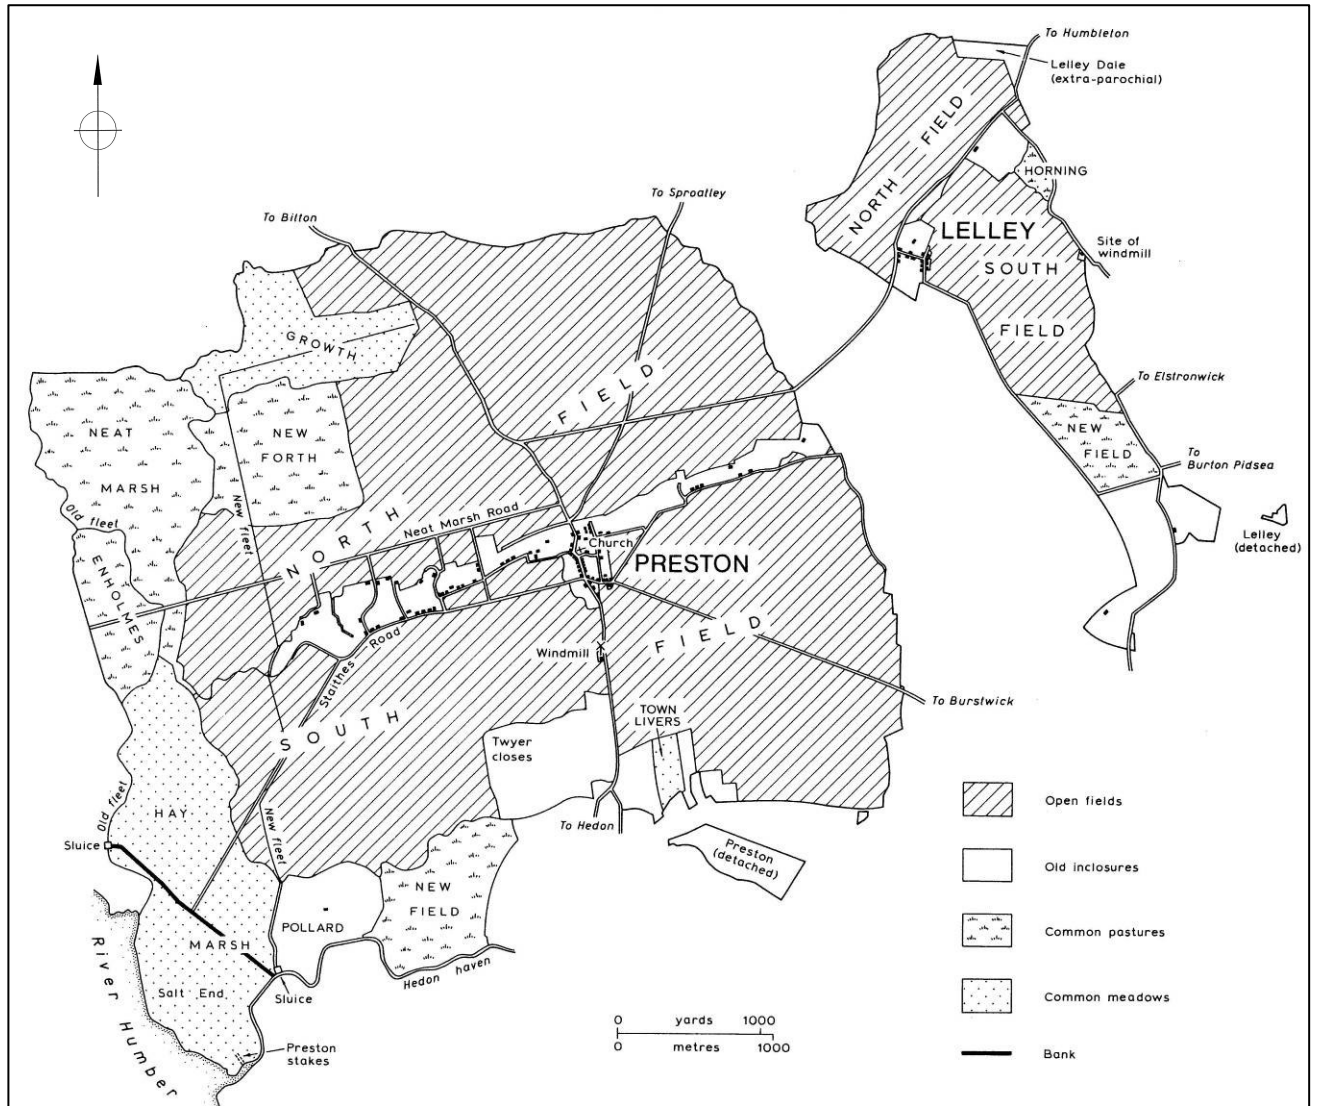 To Humbleton
Lelley Dale
(extra-parochial)
NORTH FIELD
HORNING
To Sproatley
To Bilton
LELLEY
Site of
windmill
SOUTH
FIELD
GROWTH
FIELD
To Elstronwick
NEAT
MARSH
NEW
FORTH
NEW
FIELD
To
Burton Pidsea
Old fleet
New fleet
NORTH
Neat Marsh Road
Church
Lelley
(detached)
PRESTON
ENHOLMES
Staithes Road
Windmill
FIELD
To Burstwick
SOUTH
TOWN
LIVERS
Twyer
closes
Old fleet
HAY
New fleet
To Hedon
Sluice
Preston
(detached)
NEW
FIELD
POLLARD
MARSH
Hedon haven
Salt End
Sluice
River Humber
Preston
stakes
0 yards 1000
0 metres 1000
Open fields
Old inclosures
Common pastures
Common meadows
Bank